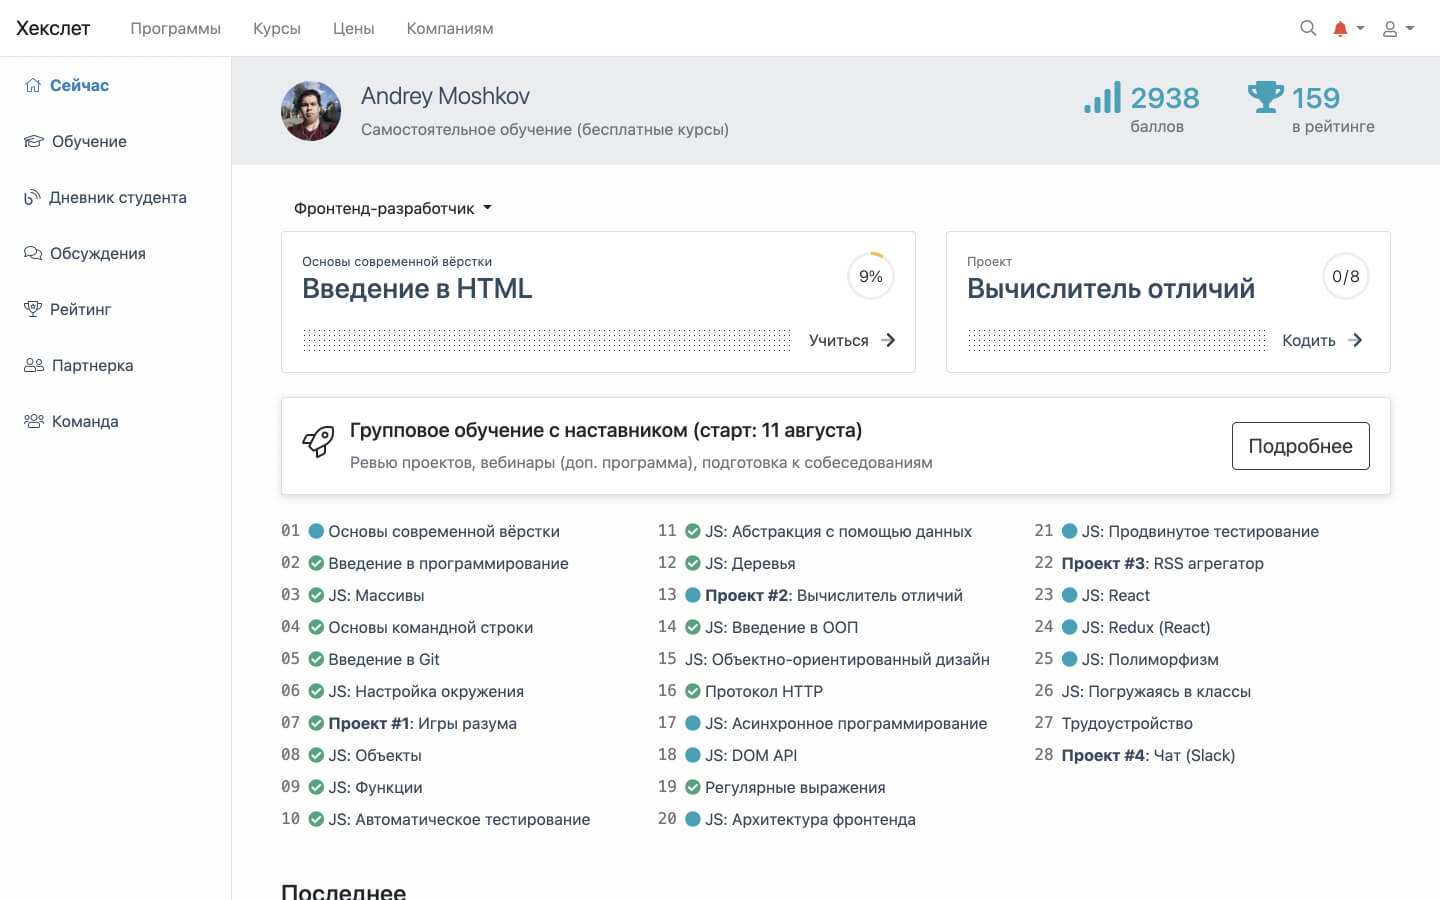 Хекслет
Программы
Курсы
Цены
Компаниям
Сейчас
Обучение
Дневник студента
Обсуждения
Рейтинг
Партнерка
Команда
Andrey Moshkov
Самостоятельное обучение (бесплатные курсы)
2938
баллов
159
в рейтинге
Фронтенд-разработчик
Основы современной вёрстки
Введение в HTML
9%
Учиться
Проект
Вычислитель отличий
0/8
Кодить
Групповое обучение с наставником (старт: 11 августа)
Ревью проектов, вебинары (доп. программа), подготовка к собеседованиям
Подробнее
01 Основы современной вёрстки
02 Введение в программирование
03 JS: Массивы
04 Основы командной строки
05 Введение в Git
06 JS: Настройка окружения
07 Проект #1: Игры разума
08 JS: Объекты
09 JS: Функции
10 JS: Автоматическое тестирование
11 JS: Абстракция с помощью данных
12 JS: Деревья
13 Проект #2: Вычислитель отличий
14 JS: Введение в ООП
15 JS: Объектно-ориентированный дизайн
16 Протокол HTTP
17 JS: Асинхронное программирование
18 JS: DOM API
19 Регулярные выражения
20 JS: Архитектура фронтенда
21 JS: Продвинутое тестирование
22 Проект #3: RSS агрегатор
23 JS: React
24 JS: Redux (React)
25 JS: Полиморфизм
26 JS: Погружаясь в классы
27 Трудоустройство
28 Проект #4: Чат (Slack)
Последнее